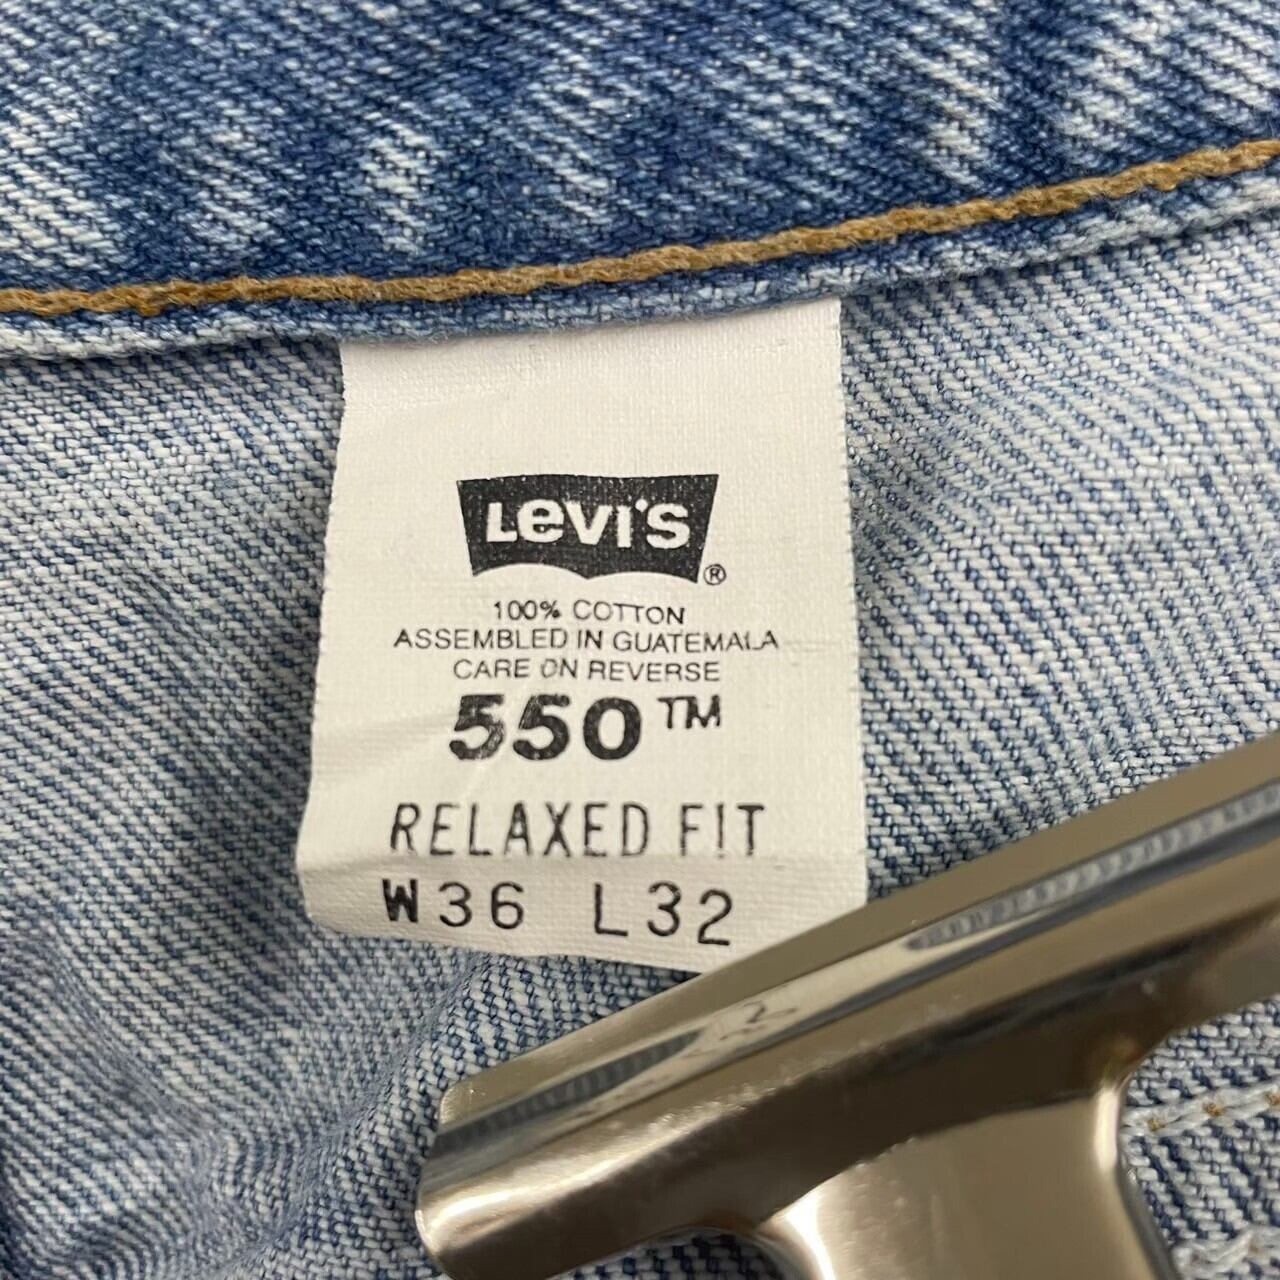 Levi's ®
100% COTTON
ASSEMBLED IN GUATEMALA
CARE ON REVERSE
550™
RELAXED FIT
W36 L32